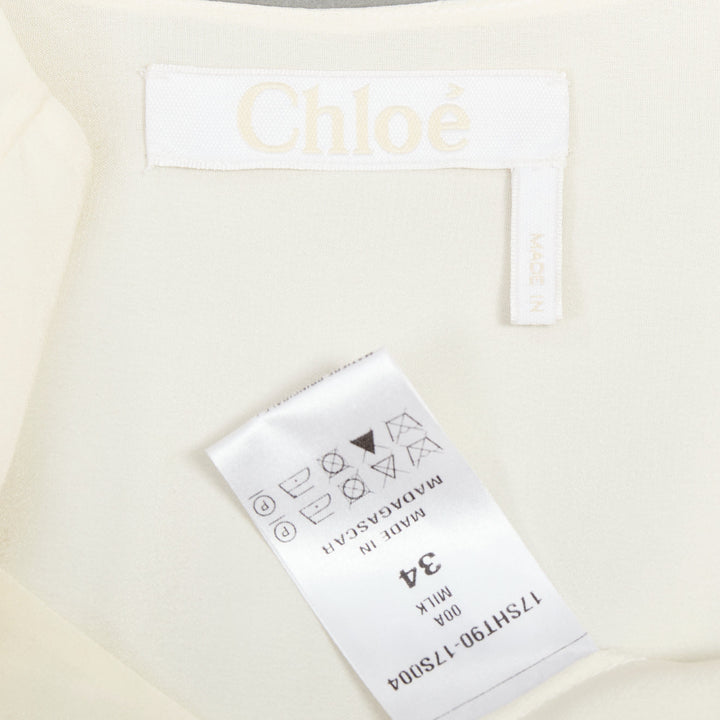 Chloé
MADE IN
P
P
MADE IN
MADAGASCAR
34
00A
MILK
17SHT90-17S004